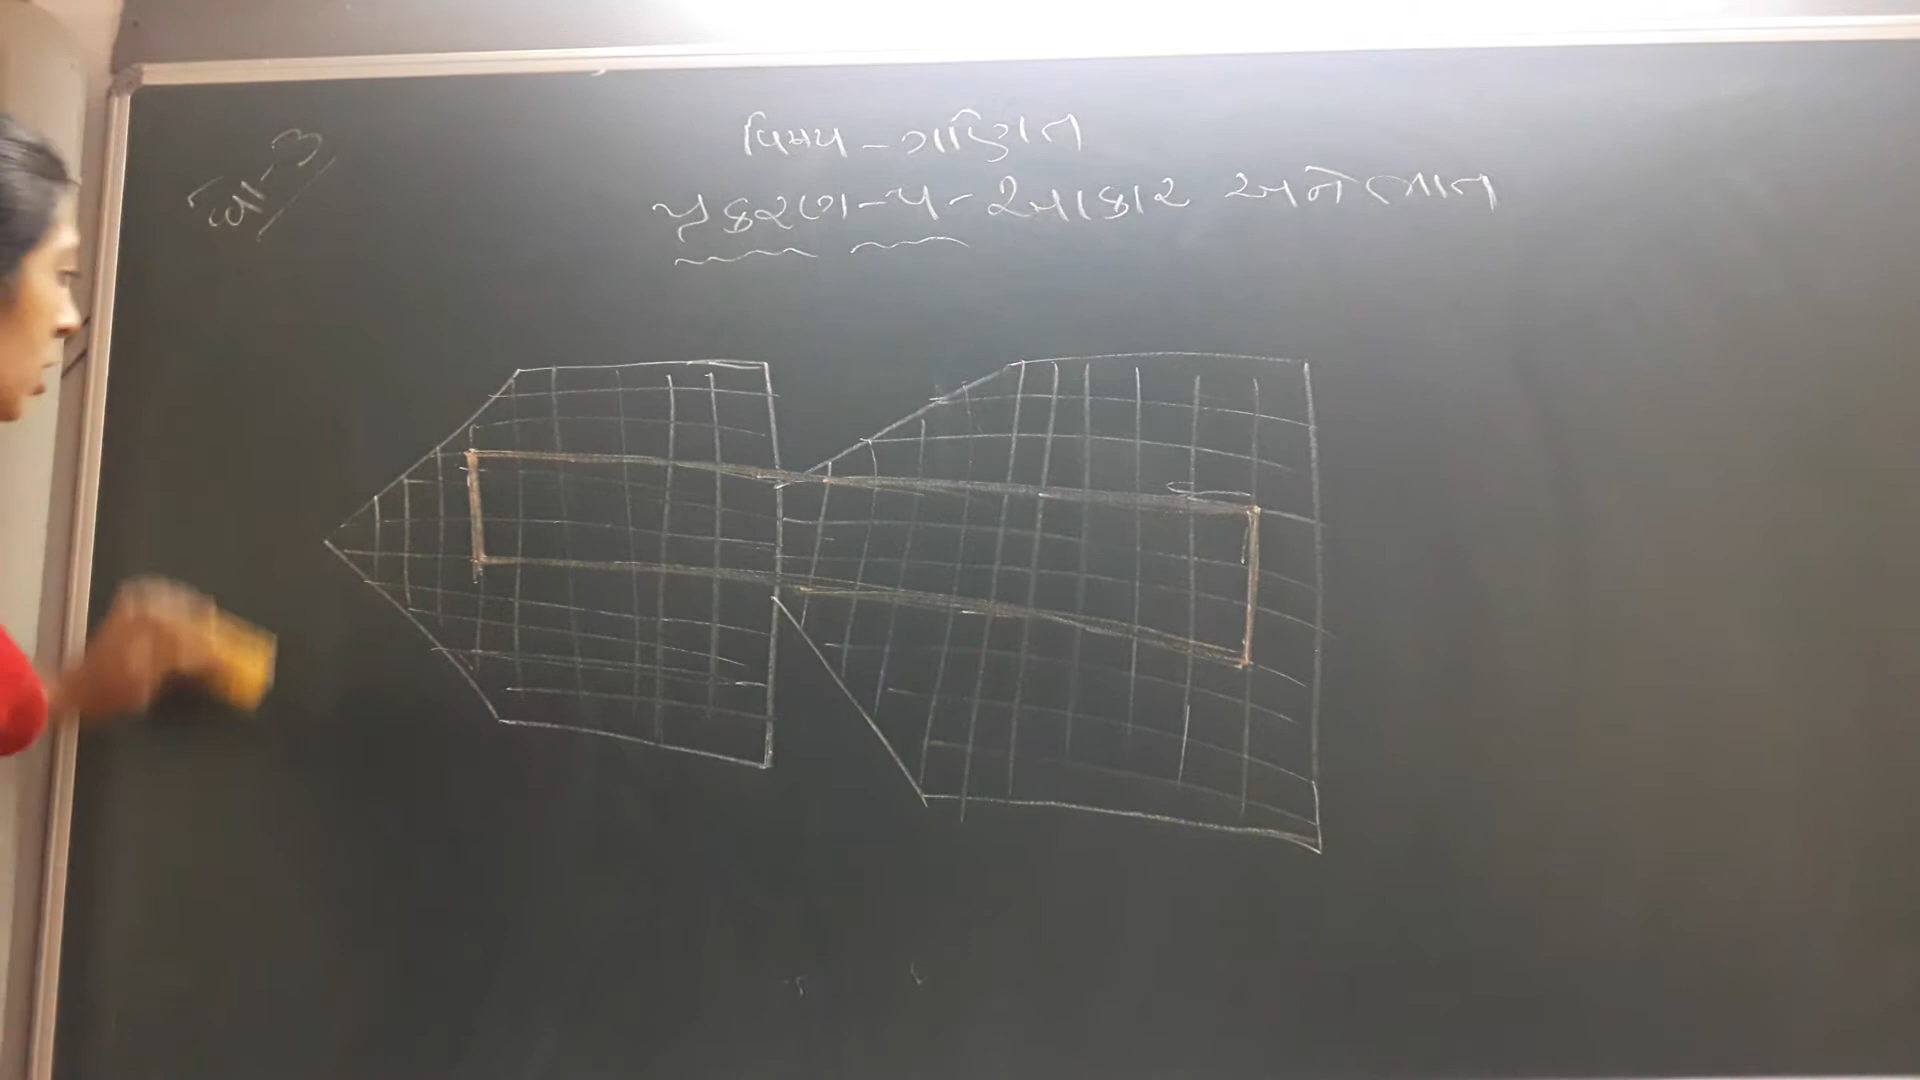 ધો-૩
વિષય - ગણિત
પ્રકરણ - ૫ - આકાર અને ભાત